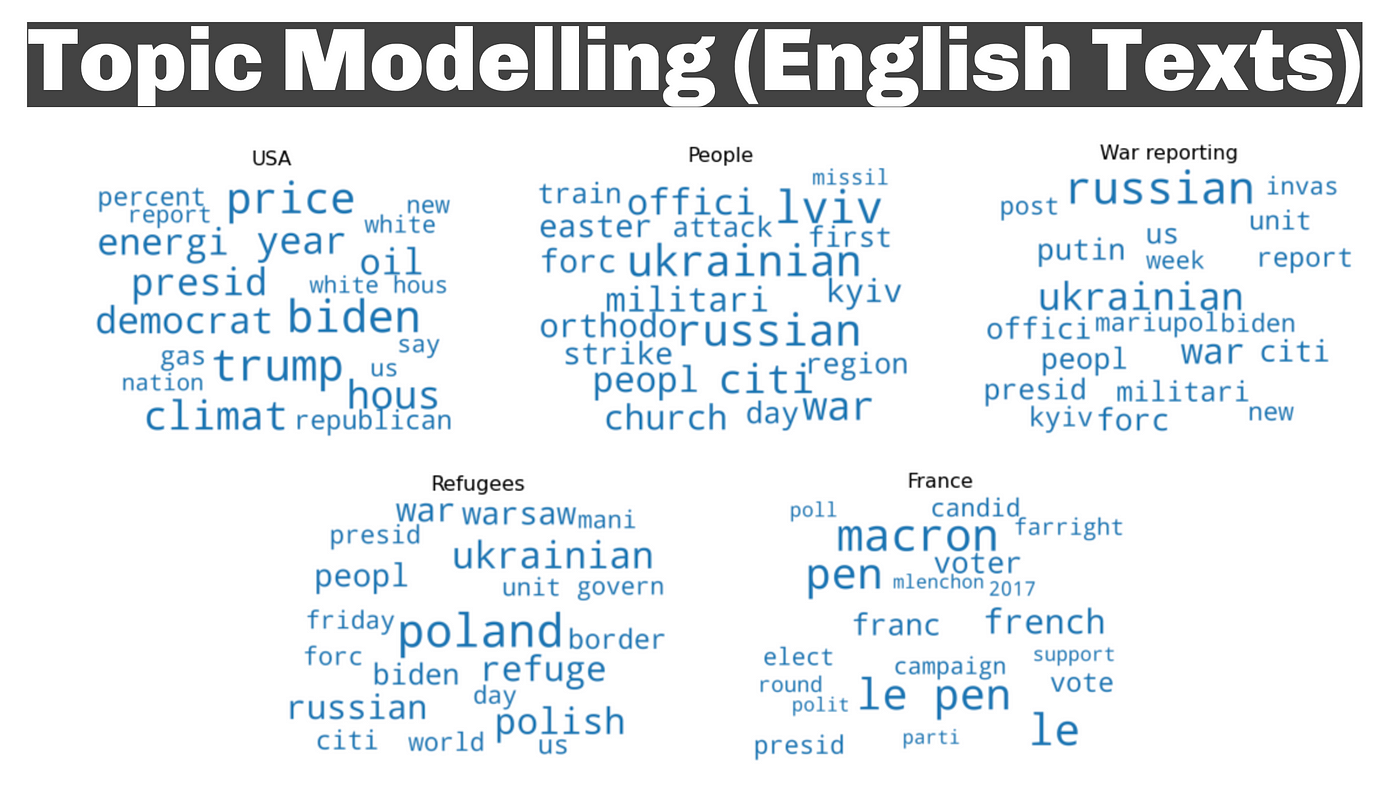 Topic Modelling (English Texts)
USA
percent price new
report white
energi year
oil
presid white hous
democrat biden
say
gas trump us
nation hous
climat republican
People
missil
train offici lviv
easter attack first
forc ukrainian
militari kyiv
orthodo russian
strike region
peopl citi
church day war
War reporting
post russian invas
unit
putin us report
week
ukrainian
offici mariupol biden
peopl war citi
presid militari
kyiv forc new
Refugees
war warsaw mani
presid
ukrainian
peopl unit govern
friday poland border
forc biden refuge
day
russian polish
citi world us
France
poll candid
macron farright
pen voter
mlenchon 2017
franc french
elect campaign support
round le pen vote
polit
le
presid parti